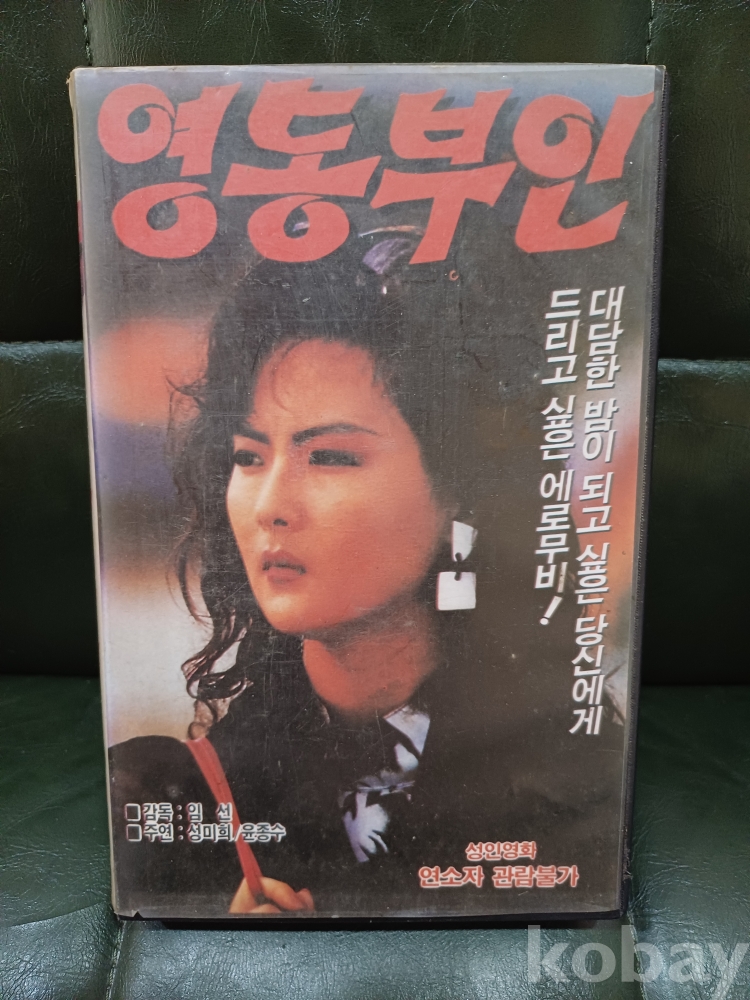 영동부인
대담한 밤이 되고 싶은 당신에게
드리고 싶은 에로무비!
■감독:임 선
■주연:성미희/윤종수
성인영화
연소자 관람불가
kobay